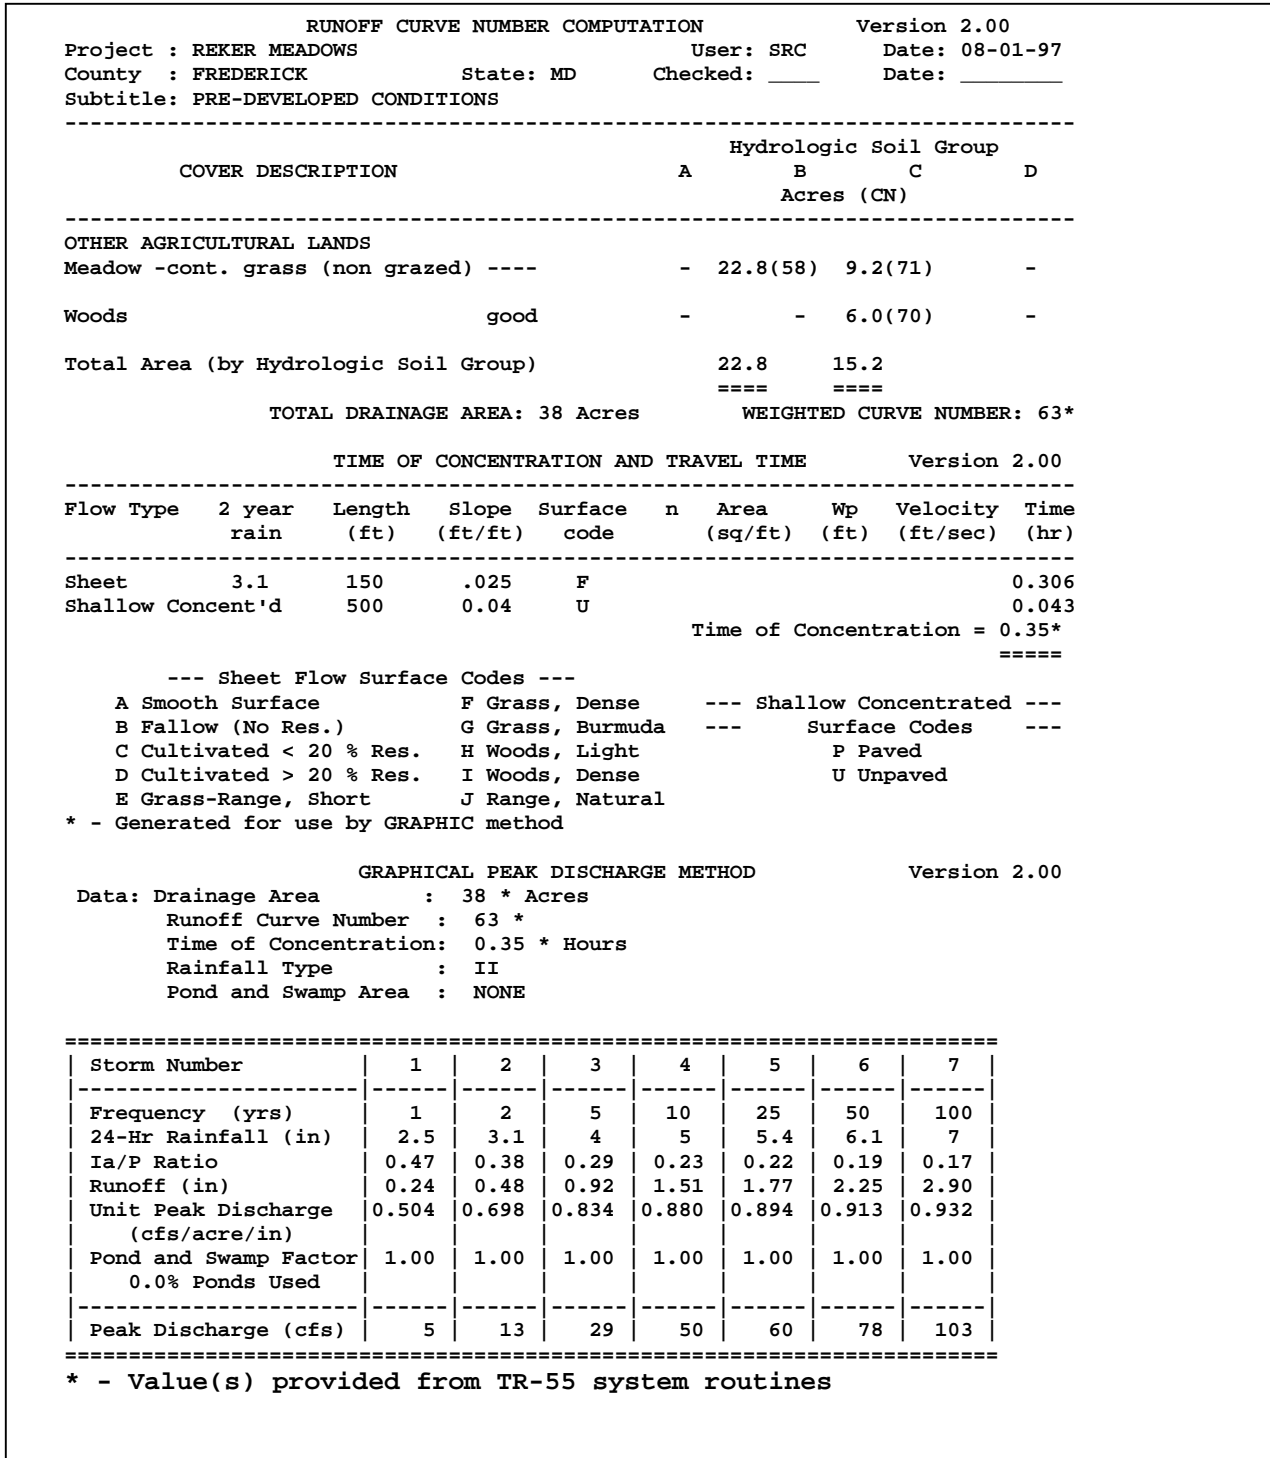 RUNOFF CURVE NUMBER COMPUTATION Version 2.00
Project : REKER MEADOWS User: SRC Date: 08-01-97
County : FREDERICK State: MD Checked: ____ Date: ________
Subtitle: PRE-DEVELOPED CONDITIONS
-------------------------------------------------------------------------------
Hydrologic Soil Group
COVER DESCRIPTION A B C D
Acres (CN)
-------------------------------------------------------------------------------
OTHER AGRICULTURAL LANDS
Meadow -cont. grass (non grazed) ---- - 22.8(58) 9.2(71) -
Woods good - - 6.0(70) -
Total Area (by Hydrologic Soil Group) 22.8 15.2
==== ====
TOTAL DRAINAGE AREA: 38 Acres WEIGHTED CURVE NUMBER: 63*
TIME OF CONCENTRATION AND TRAVEL TIME Version 2.00
-------------------------------------------------------------------------------
Flow Type 2 year Length Slope Surface n Area Wp Velocity Time
rain (ft) (ft/ft) code (sq/ft) (ft) (ft/sec) (hr)
-------------------------------------------------------------------------------
Sheet 3.1 150 .025 F 0.306
Shallow Concent'd 500 0.04 U 0.043
Time of Concentration = 0.35*
=====
--- Sheet Flow Surface Codes ---
A Smooth Surface F Grass, Dense --- Shallow Concentrated ---
B Fallow (No Res.) G Grass, Burmuda --- Surface Codes ---
C Cultivated < 20 % Res. H Woods, Light P Paved
D Cultivated > 20 % Res. I Woods, Dense U Unpaved
E Grass-Range, Short J Range, Natural
* - Generated for use by GRAPHIC method
GRAPHICAL PEAK DISCHARGE METHOD Version 2.00
Data: Drainage Area : 38 * Acres
Runoff Curve Number : 63 *
Time of Concentration: 0.35 * Hours
Rainfall Type : II
Pond and Swamp Area : NONE
=========================================================================
| Storm Number | 1 | 2 | 3 | 4 | 5 | 6 | 7 |
|----------------------|------|------|------|------|------|------|------|
| Frequency (yrs) | 1 | 2 | 5 | 10 | 25 | 50 | 100 |
| 24-Hr Rainfall (in) | 2.5 | 3.1 | 4 | 5 | 5.4 | 6.1 | 7 |
| Ia/P Ratio | 0.47 | 0.38 | 0.29 | 0.23 | 0.22 | 0.19 | 0.17 |
| Runoff (in) | 0.24 | 0.48 | 0.92 | 1.51 | 1.77 | 2.25 | 2.90 |
| Unit Peak Discharge |0.504 |0.698 |0.834 |0.880 |0.894 |0.913 |0.932 |
| (cfs/acre/in) | | | | | | | |
| Pond and Swamp Factor| 1.00 | 1.00 | 1.00 | 1.00 | 1.00 | 1.00 | 1.00 |
| 0.0% Ponds Used | | | | | | | |
|----------------------|------|------|------|------|------|------|------|
| Peak Discharge (cfs) | 5 | 13 | 29 | 50 | 60 | 78 | 103 |
=========================================================================
* - Value(s) provided from TR-55 system routines